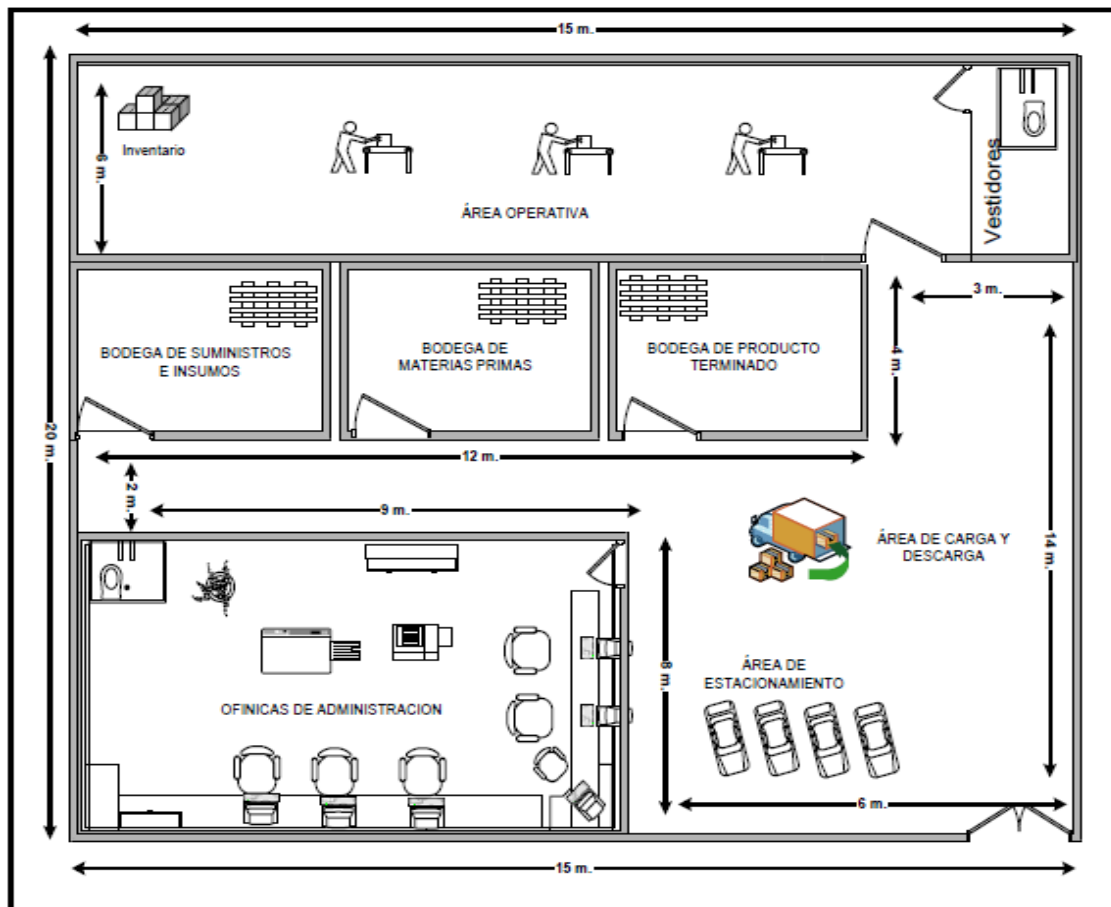 15 m.
Inventario
6 m.
Vestidores
ÁREA OPERATIVA
3 m.
BODEGA DE SUMINISTROS
E INSUMOS
BODEGA DE
MATERIAS PRIMAS
BODEGA DE PRODUCTO
TERMINADO
4 m.
20 m.
12 m.
2 m.
9 m.
ÁREA DE CARGA Y
DESCARGA
14 m.
8 m.
ÁREA DE
ESTACIONAMIENTO
OFINICAS DE ADMINISTRACION
6 m.
15 m.